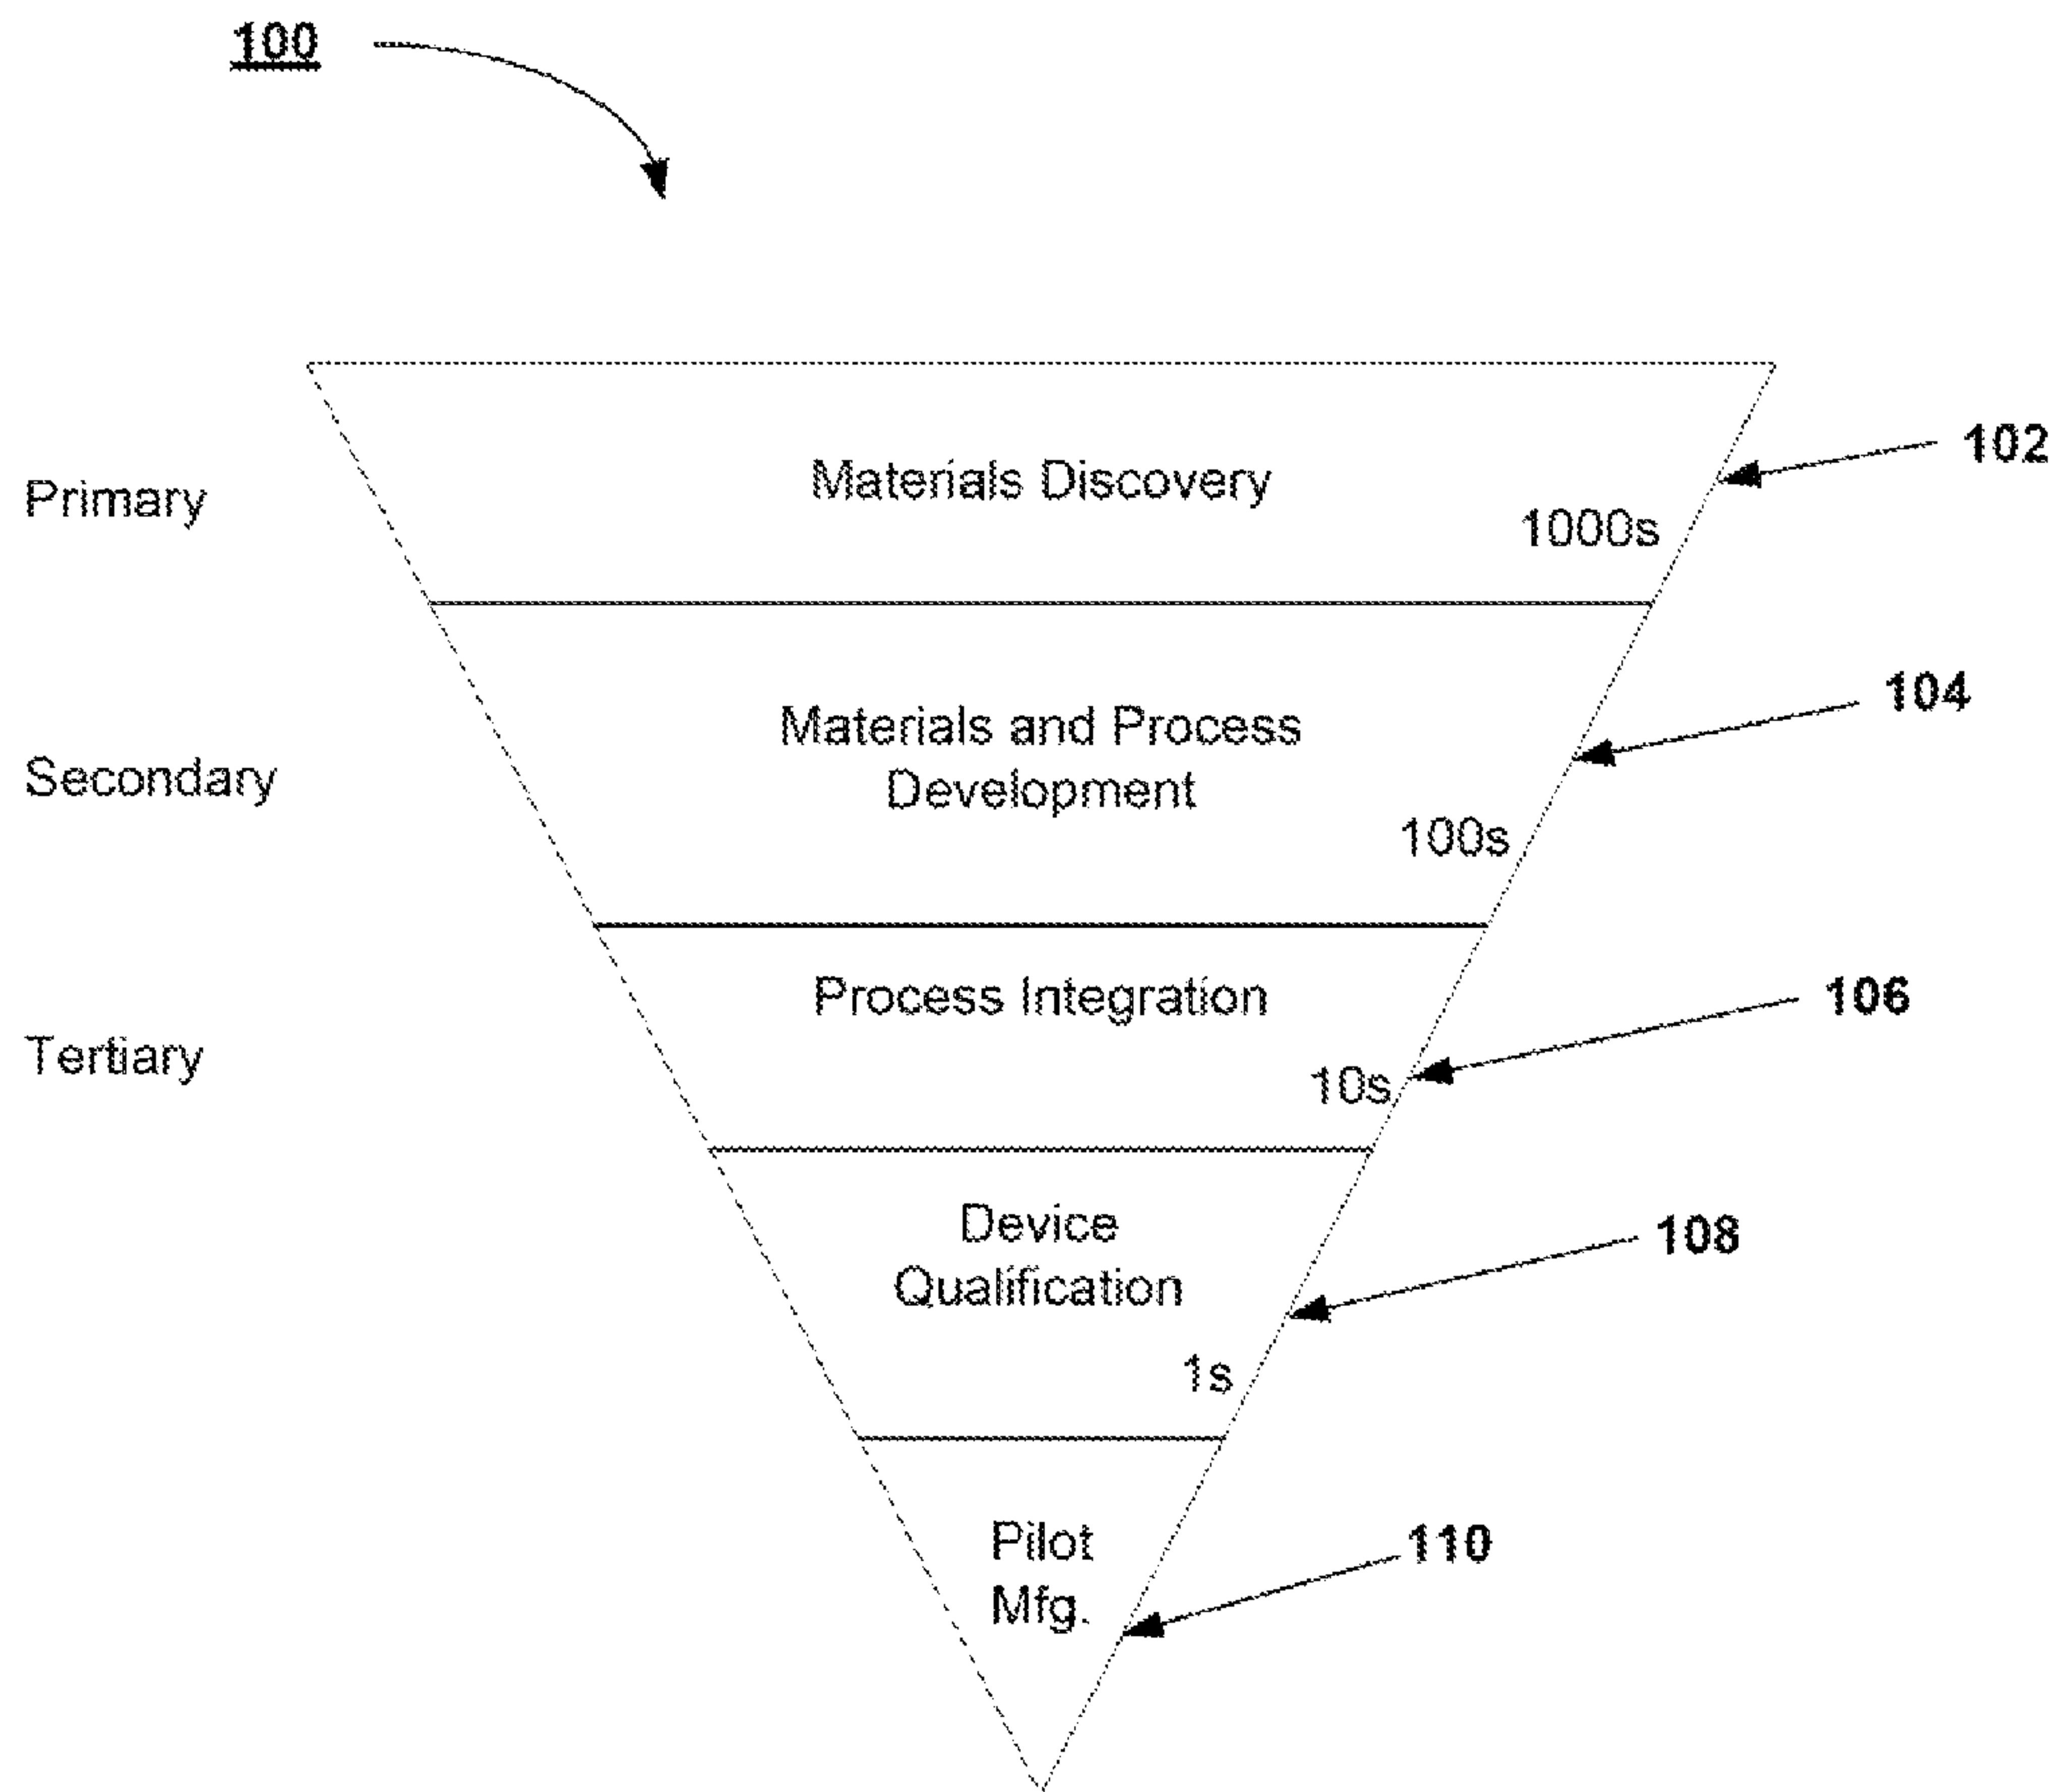 100
Materials Discovery
102
Primary
1000s
Materials and Process
Development
104
Secondary
100s
Process Integration
106
Tertiary
10s
Device
Qualification
108
1s
Pilot
Mfg.
110